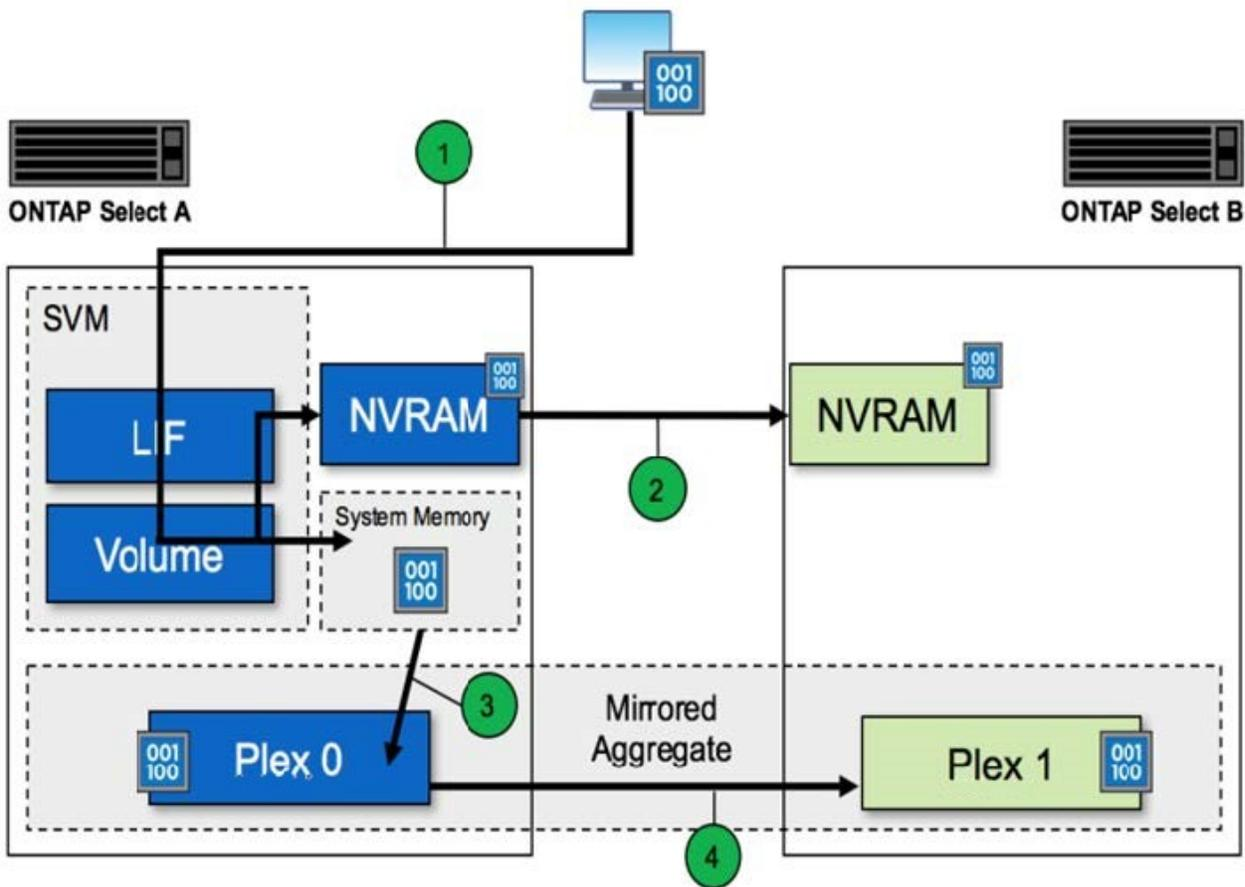 001
100
1
ONTAP Select A
ONTAP Select B
SVM
LIF
Volume
NVRAM
001
100
2
NVRAM
001
100
System Memory
001
100
3
Mirrored
Aggregate
001
100
Plex 0
Plex 1
001
100
4